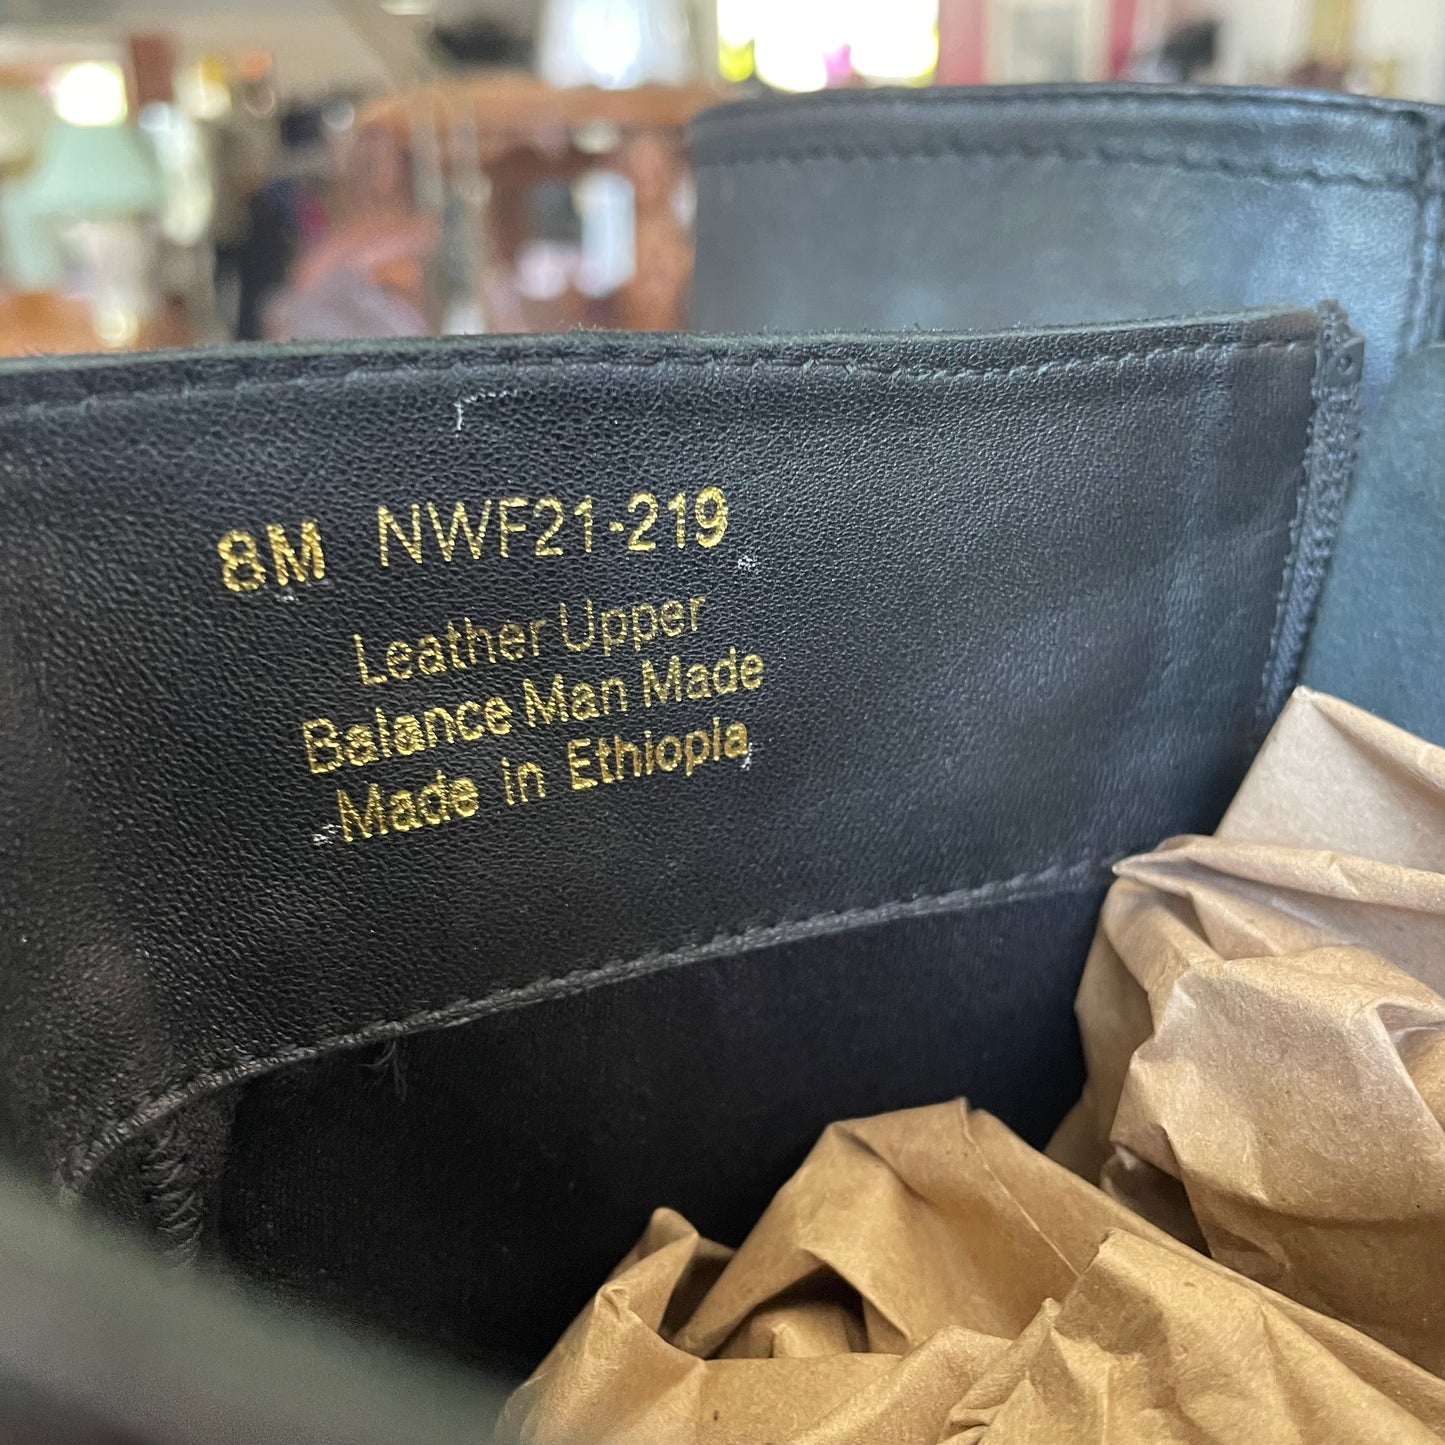 8M NWF21-219
Leather Upper
Balance Man Made
Made in Ethiopia